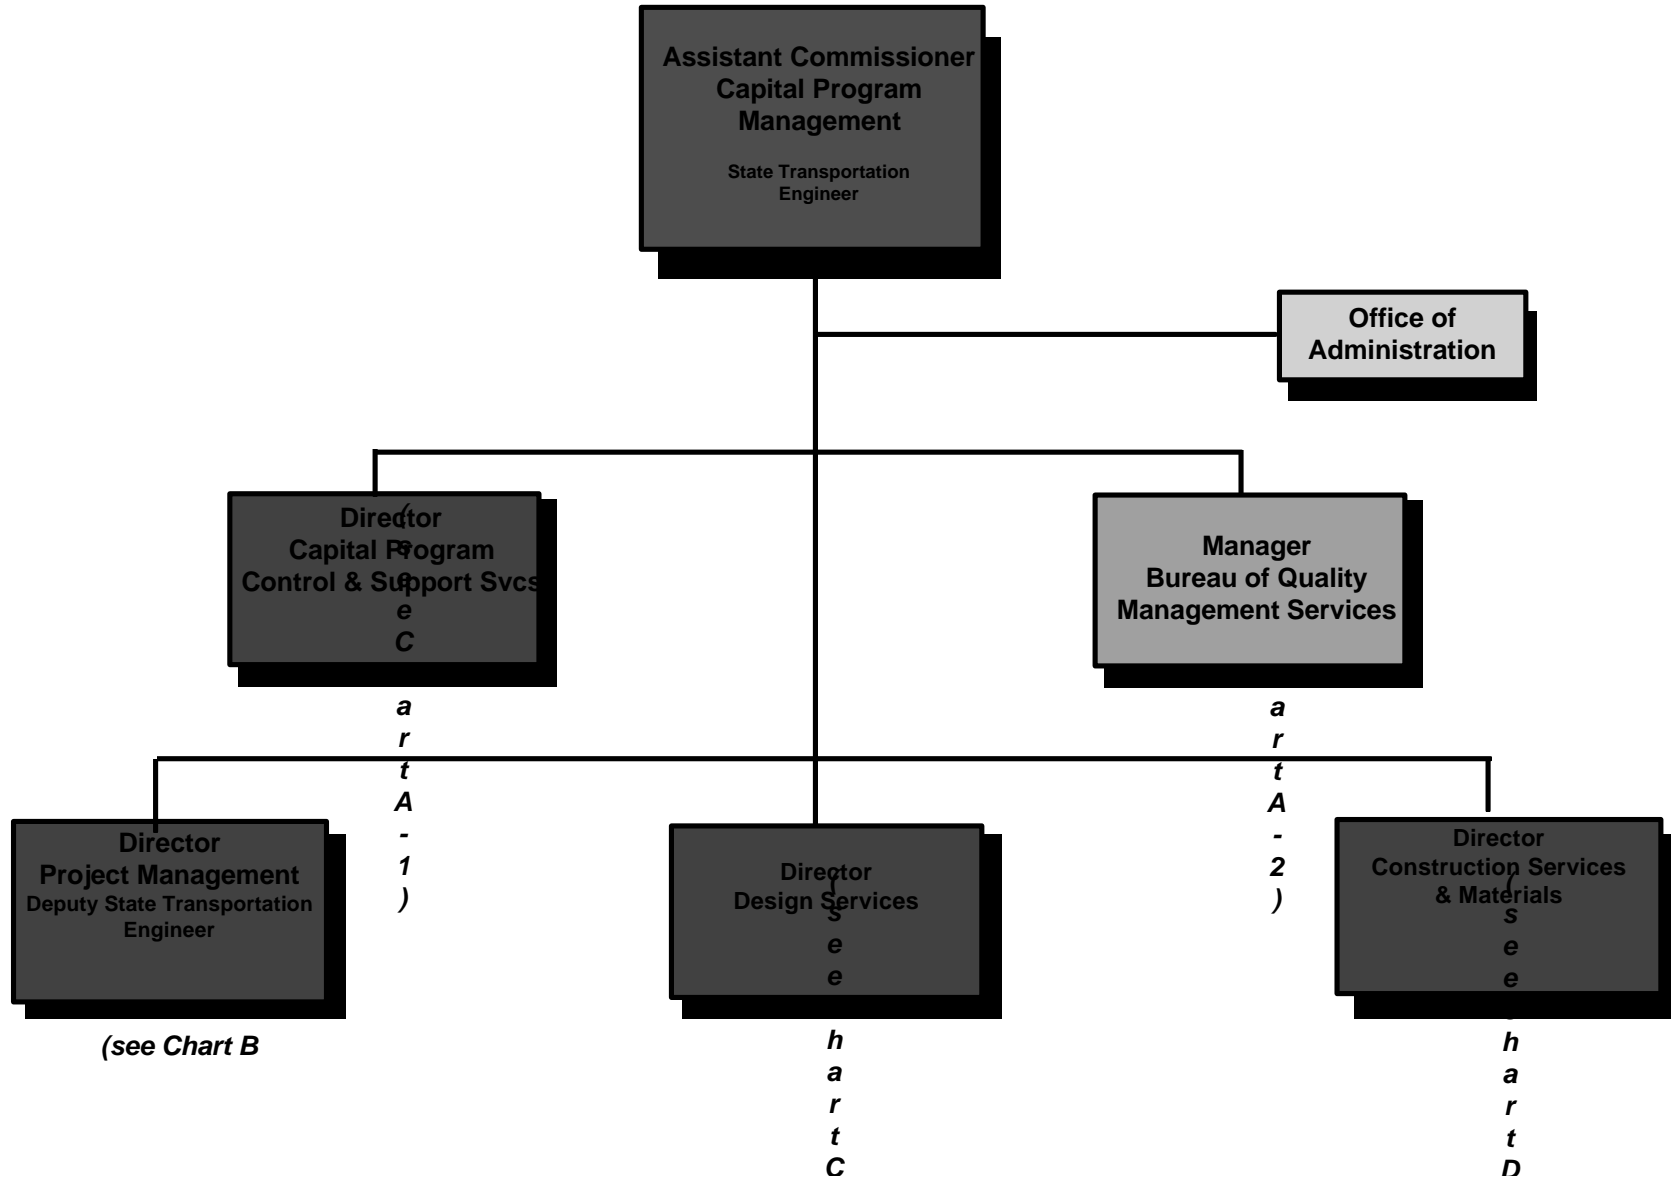 Assistant Commissioner
Capital Program
Management
State Transportation
Engineer
Office of
Administration
Director
Capital Program
Control & Support Svcs
(
s
e
e
C
a
r
t
A
-
1
)
Manager
Bureau of Quality
Management Services
a
r
t
A
-
2
)
Director
Project Management
Deputy State Transportation
Engineer
(see Chart B
Director
Design Services
(
s
e
e
h
a
r
t
C
Director
Construction Services
& Materials
(
s
e
e
h
a
r
t
D